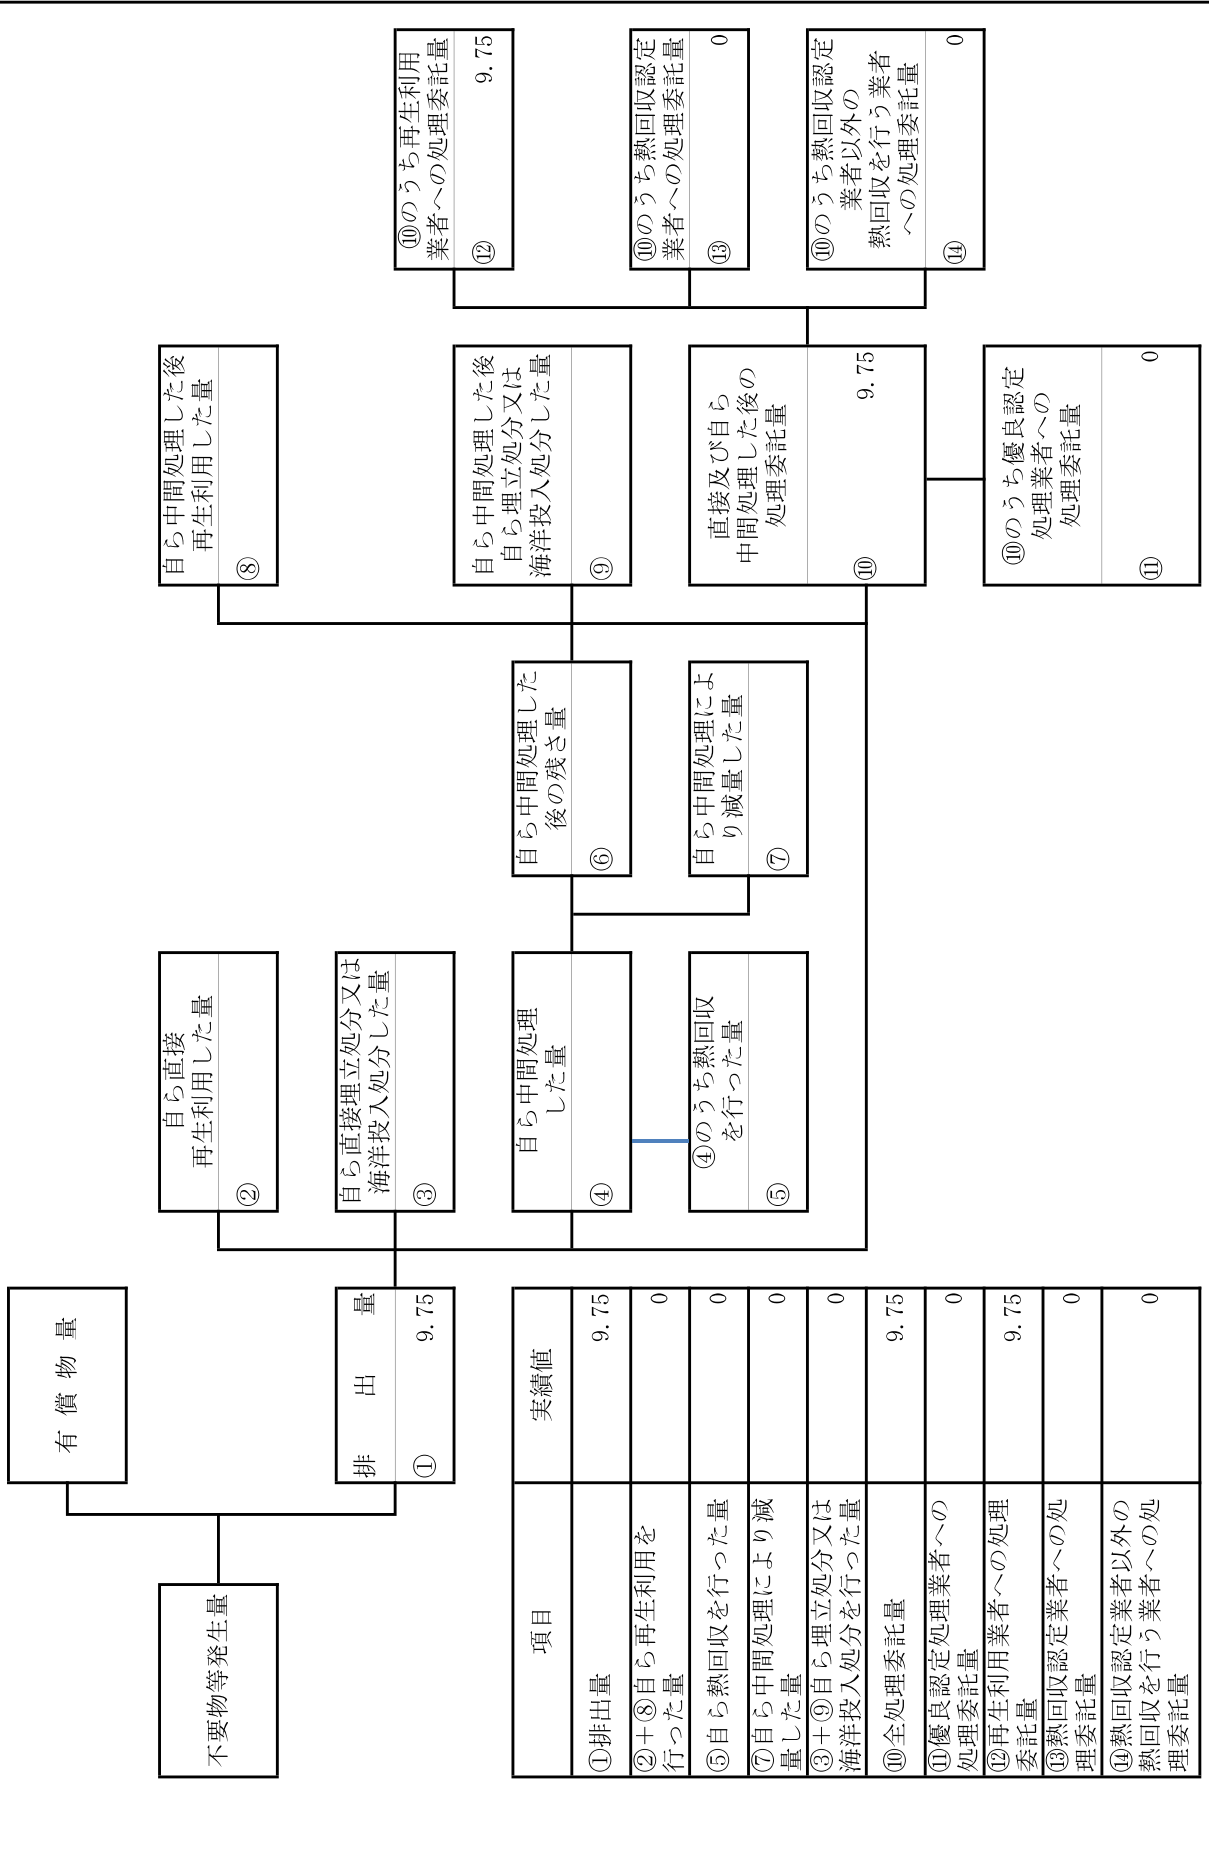 不要物等発生量
有償物量
排出量
① 9.75
自ら直接
再生利用した量
②
自ら直接埋立処分又は
海洋投入処分した量
③
自ら中間処理
した量
④
④のうち熱回収
を行った量
⑤
自ら中間処理した
後の残さ量
⑥
自ら中間処理によ
り減量した量
⑦
自ら中間処理した後
再生利用した量
⑧
自ら中間処理した後
自ら埋立処分又は
海洋投入処分した量
⑨
直接及び自ら
中間処理した後の
処理委託量
⑩ 9.75
⑩のうち優良認定
処理業者への
処理委託量
⑪ 0
⑩のうち再生利用
業者への処理委託量
⑫ 9.75
⑩のうち熱回収認定
業者への処理委託量
⑬ 0
⑩のうち熱回収認定
業者以外の
熱回収を行う業者
への処理委託量
⑭ 0
項目 実績値
①排出量 9.75
②＋⑧自ら再生利用を
行った量 0
⑤自ら熱回収を行った量 0
⑦自ら中間処理により減
量した量 0
③＋⑨自ら埋立処分又は
海洋投入処分を行った量 0
⑩全処理委託量 9.75
⑪優良認定処理業者への
処理委託量 0
⑫再生利用業者への処理
委託量 9.75
⑬熱回収認定業者への処
理委託量 0
⑭熱回収認定業者以外の
熱回収を行う業者への処
理委託量 0